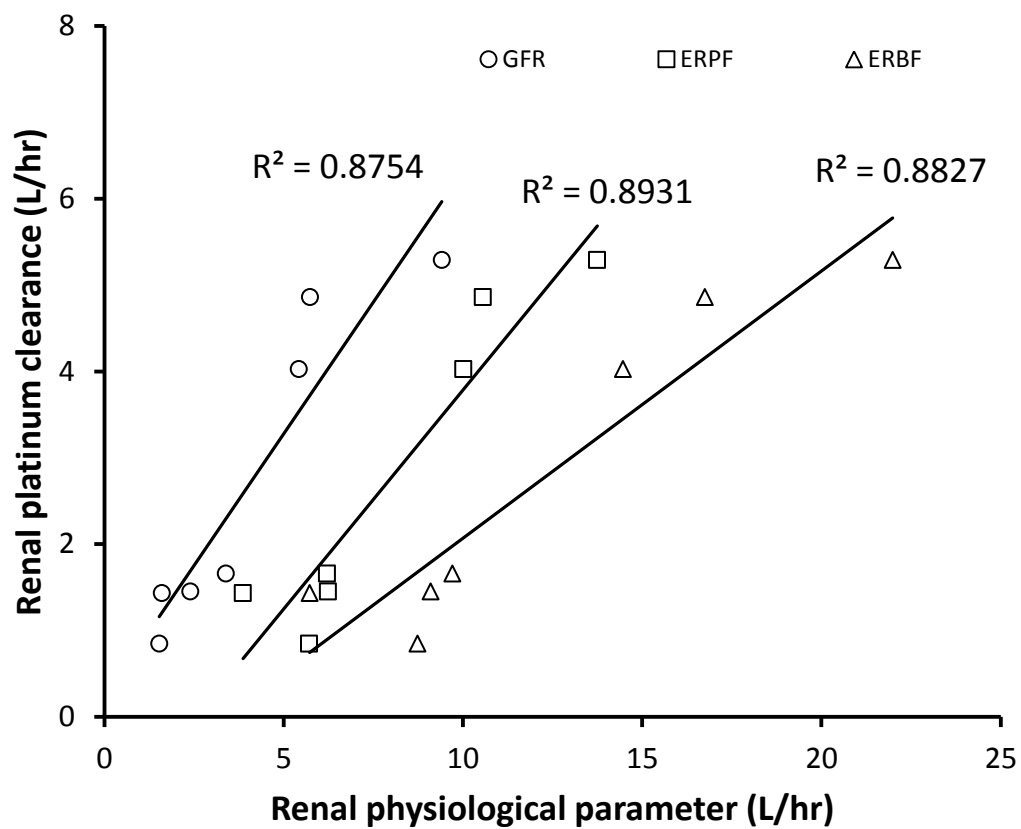 8
GFR ERPF ERBF
R² = 0.8754
R² = 0.8931
R² = 0.8827
6
4
2
0
0 5 10 15 20 25
Renal physiological parameter (L/hr)
Renal platinum clearance (L/hr)